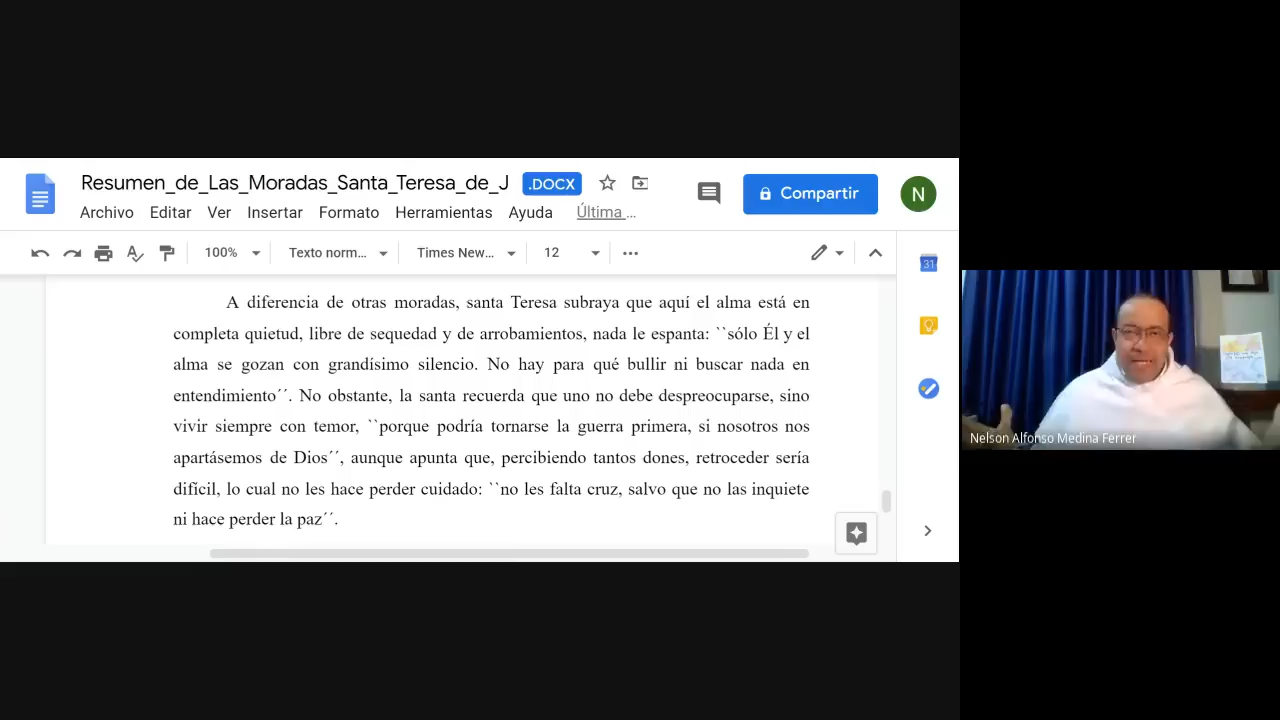 Resumen_de_Las_Moradas_Santa_Teresa_de_J .DOCX
Compartir
N
Archivo Editar Ver Insertar Formato Herramientas Ayuda Última ...
100% Texto norm... Times New... 12
31
A diferencia de otras moradas, santa Teresa subraya que aquí el alma está en
completa quietud, libre de sequedad y de arrobamientos, nada le espanta: ``sólo Él y el
alma se gozan con grandísimo silencio. No hay para qué bullir ni buscar nada en
entendimiento´´. No obstante, la santa recuerda que uno no debe despreocuparse, sino
vivir siempre con temor, ``porque podría tornarse la guerra primera, si nosotros nos
apartásemos de Dios´´, aunque apunta que, percibiendo tantos dones, retroceder sería
difícil, lo cual no les hace perder cuidado: ``no les falta cruz, salvo que no las inquiete
ni hace perder la paz´´.
Nelson Alfonso Medina Ferrer